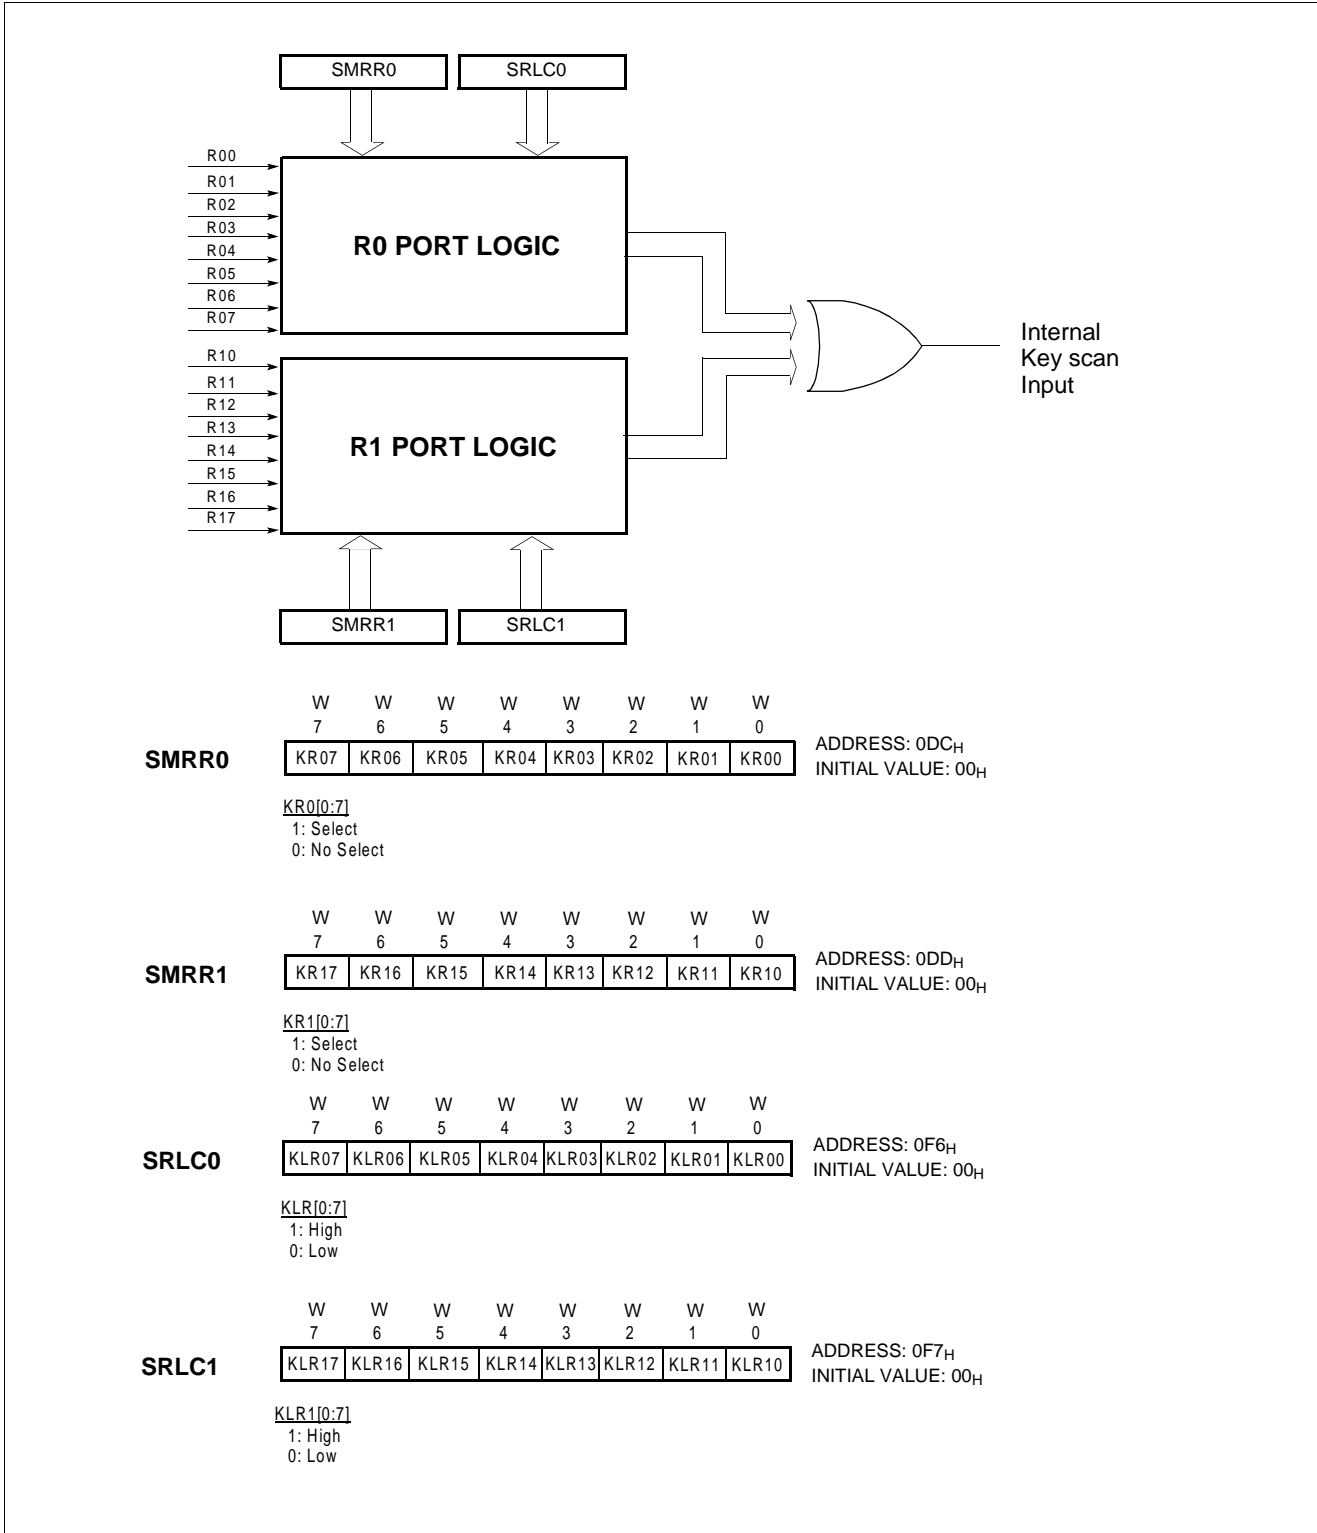 SMRR0 SRLC0
R00
R01
R02
R03
R04
R05
R06
R07
R0 PORT LOGIC
R10
R11
R12
R13
R14
R15
R16
R17
R1 PORT LOGIC
Internal
Key scan
Input
SMRR1 SRLC1
W W W W W W W W
7 6 5 4 3 2 1 0
SMRR0 KR07 KR06 KR05 KR04 KR03 KR02 KR01 KR00
ADDRESS: 0DCH
INITIAL VALUE: 00H
KR0[0:7]
1: Select
0: No Select
W W W W W W W W
7 6 5 4 3 2 1 0
SMRR1 KR17 KR16 KR15 KR14 KR13 KR12 KR11 KR10
ADDRESS: 0DDH
INITIAL VALUE: 00H
KR1[0:7]
1: Select
0: No Select
W W W W W W W W
7 6 5 4 3 2 1 0
SRLC0 KLR07 KLR06 KLR05 KLR04 KLR03 KLR02 KLR01 KLR00
ADDRESS: 0F6H
INITIAL VALUE: 00H
KLR[0:7]
1: High
0: Low
W W W W W W W W
7 6 5 4 3 2 1 0
SRLC1 KLR17 KLR16 KLR15 KLR14 KLR13 KLR12 KLR11 KLR10
ADDRESS: 0F7H
INITIAL VALUE: 00H
KLR1[0:7]
1: High
0: Low